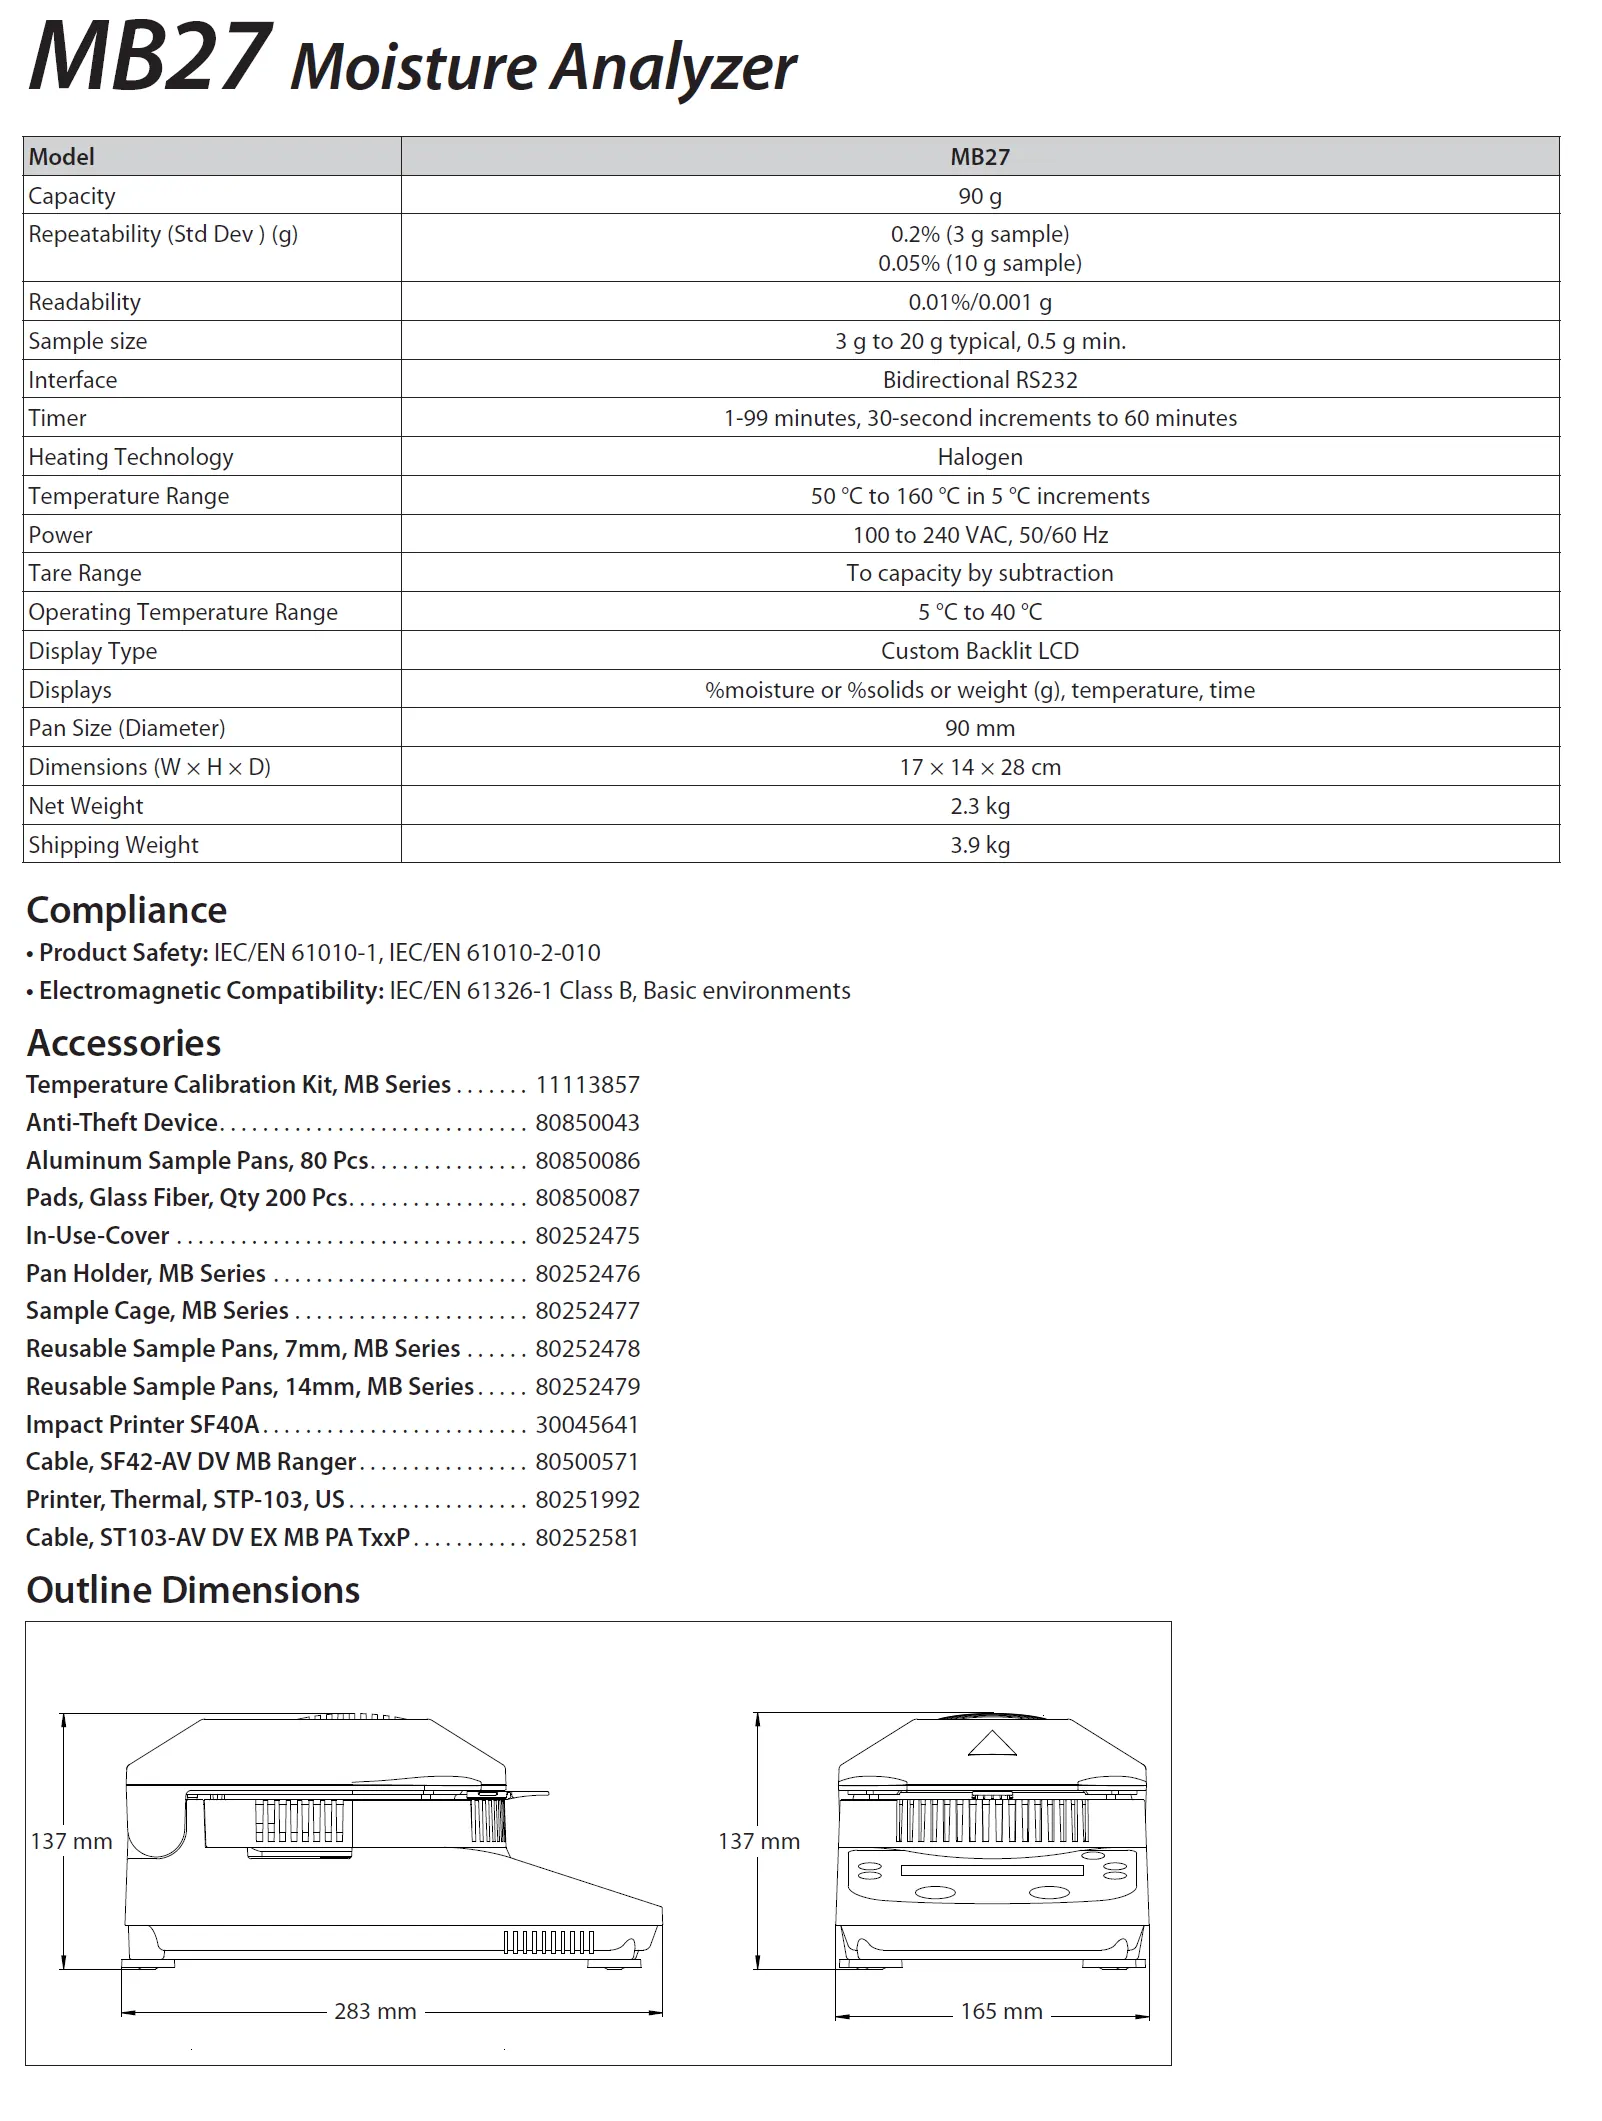 MB27 Moisture Analyzer
Model MB27
Capacity 90 g
Repeatability (Std Dev ) (g) 0.2% (3 g sample)
0.05% (10 g sample)
Readability 0.01%/0.001 g
Sample size 3 g to 20 g typical, 0.5 g min.
Interface Bidirectional RS232
Timer 1-99 minutes, 30-second increments to 60 minutes
Heating Technology Halogen
Temperature Range 50 °C to 160 °C in 5 °C increments
Power 100 to 240 VAC, 50/60 Hz
Tare Range To capacity by subtraction
Operating Temperature Range 5 °C to 40 °C
Display Type Custom Backlit LCD
Displays %moisture or %solids or weight (g), temperature, time
Pan Size (Diameter) 90 mm
Dimensions (W × H × D) 17 × 14 × 28 cm
Net Weight 2.3 kg
Shipping Weight 3.9 kg
Compliance
• Product Safety: IEC/EN 61010-1, IEC/EN 61010-2-010
• Electromagnetic Compatibility: IEC/EN 61326-1 Class B, Basic environments
Accessories
Temperature Calibration Kit, MB Series . . . . . . . 11113857
Anti-Theft Device. . . . . . . . . . . . . . . . . . . . . . . . . . . . . 80850043
Aluminum Sample Pans, 80 Pcs. . . . . . . . . . . . . . . 80850086
Pads, Glass Fiber, Qty 200 Pcs. . . . . . . . . . . . . . . . . 80850087
In-Use-Cover . . . . . . . . . . . . . . . . . . . . . . . . . . . . . . . . . 80252475
Pan Holder, MB Series . . . . . . . . . . . . . . . . . . . . . . . . 80252476
Sample Cage, MB Series . . . . . . . . . . . . . . . . . . . . . . 80252477
Reusable Sample Pans, 7mm, MB Series . . . . . . 80252478
Reusable Sample Pans, 14mm, MB Series . . . . . 80252479
Impact Printer SF40A . . . . . . . . . . . . . . . . . . . . . . . . . 30045641
Cable, SF42-AV DV MB Ranger . . . . . . . . . . . . . . . . 80500571
Printer, Thermal, STP-103, US . . . . . . . . . . . . . . . . . 80251992
Cable, ST103-AV DV EX MB PA TxxP . . . . . . . . . . . 80252581
Outline Dimensions
137 mm 137 mm
283 mm 165 mm